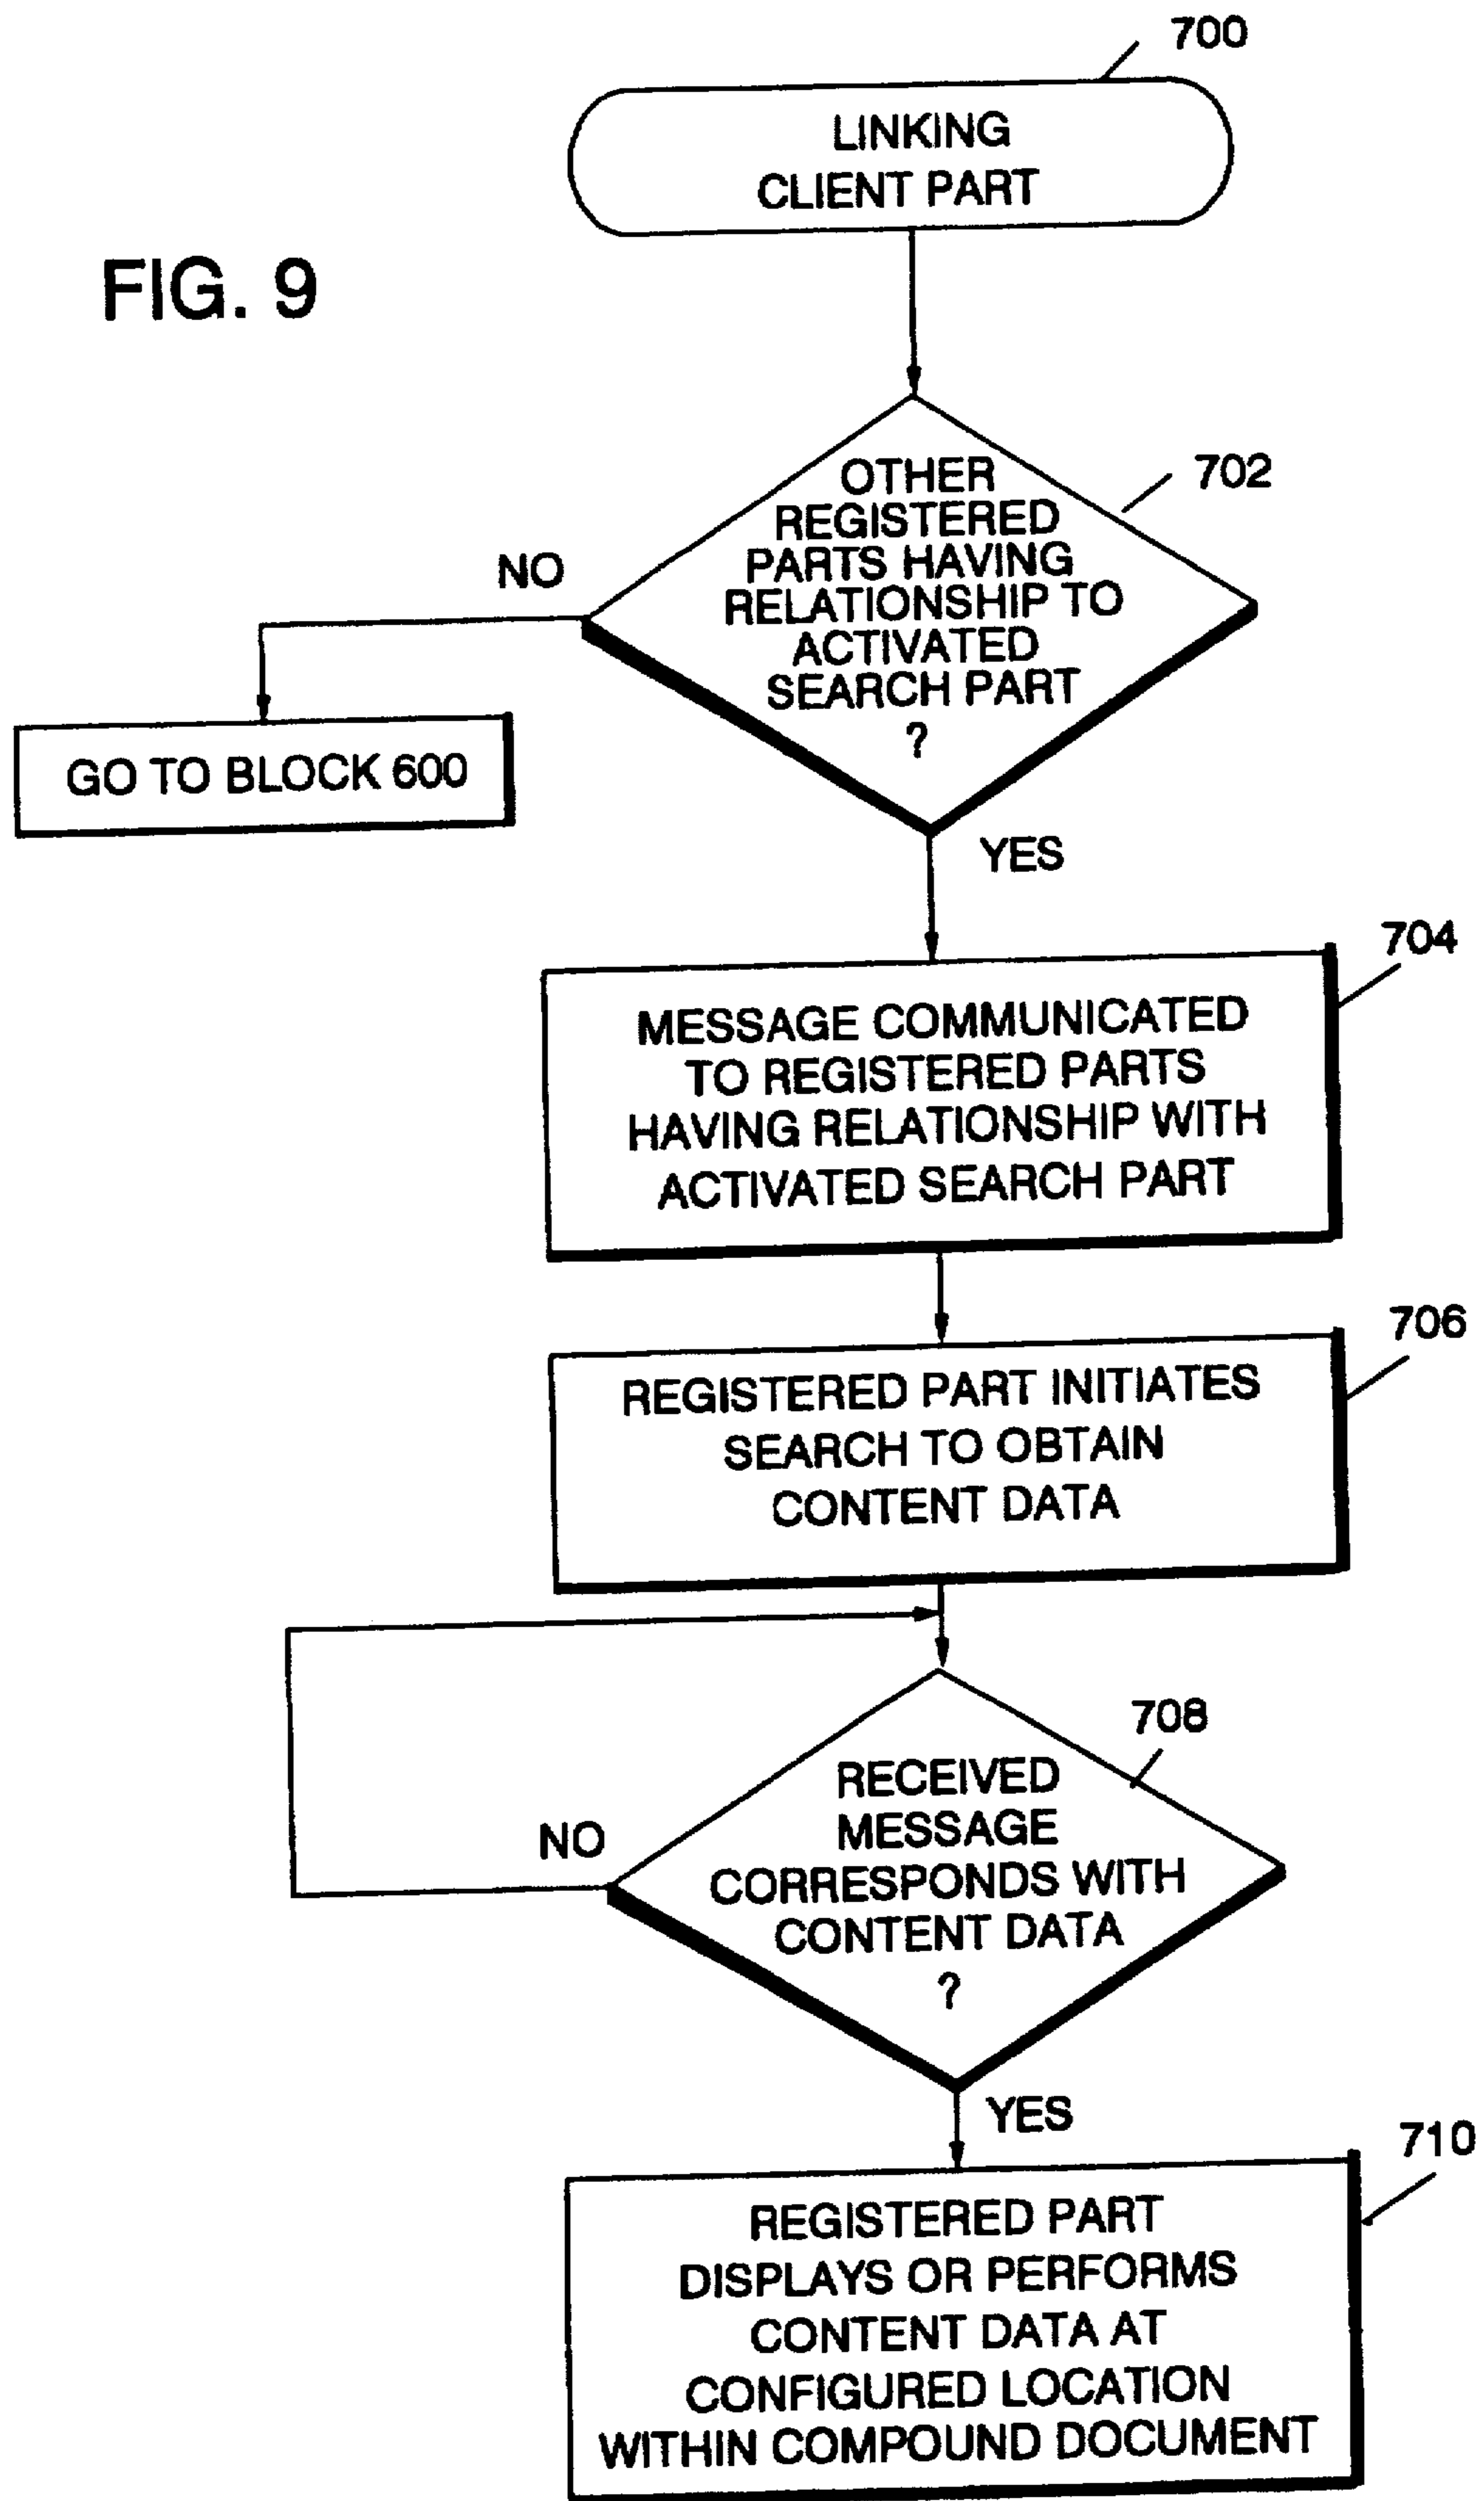 700
LINKING
CLIENT PART
FIG. 9
702
OTHER
REGISTERED
PARTS HAVING
RELATIONSHIP TO
ACTIVATED
SEARCH PART
?
NO
GO TO BLOCK 600
YES
704
MESSAGE COMMUNICATED
TO REGISTERED PARTS
HAVING RELATIONSHIP WITH
ACTIVATED SEARCH PART
706
REGISTERED PART INITIATES
SEARCH TO OBTAIN
CONTENT DATA
708
RECEIVED
MESSAGE
CORRESPONDS WITH
CONTENT DATA
?
NO
YES
710
REGISTERED PART
DISPLAYS OR PERFORMS
CONTENT DATA AT
CONFIGURED LOCATION
WITHIN COMPOUND DOCUMENT